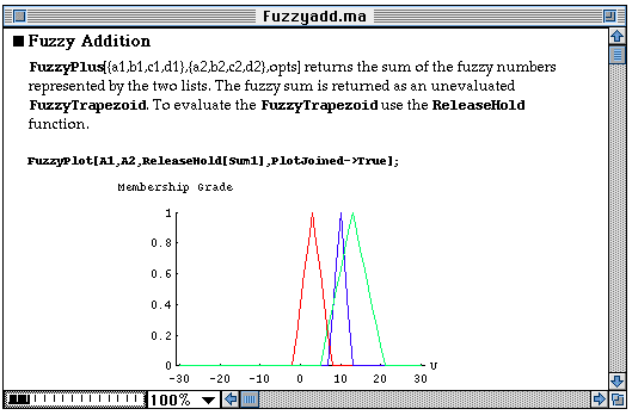 Fuzzyadd.ma
Fuzzy Addition
FuzzyPlus[{a1,b1,c1,d1},{a2,b2,c2,d2},opts] returns the sum of the fuzzy numbers
represented by the two lists. The fuzzy sum is returned as an unevaluated
FuzzyTrapezoid. To evaluate the FuzzyTrapezoid use the ReleaseHold
function.
FuzzyPlot[A1,A2,ReleaseHold[Sum1],PlotJoined->True];
Membership Grade
1
0.8
0.6
0.4
0.2
0
-30 -20 -10 0 10 20 30 U
100%